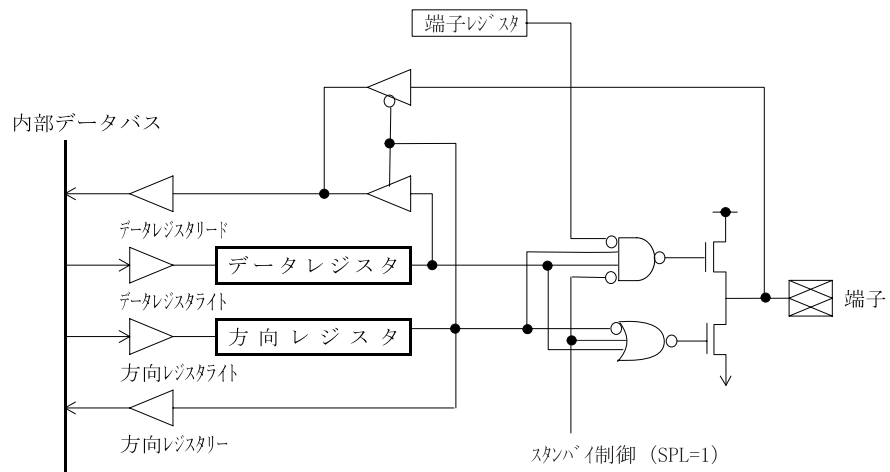 端子レジスタ
内部データバス
データレジスタリード
データレジスタ
データレジスタライト
端子
方向レジスタ
方向レジスタライト
方向レジスタリー
スタンバイ制御 (SPL=1)